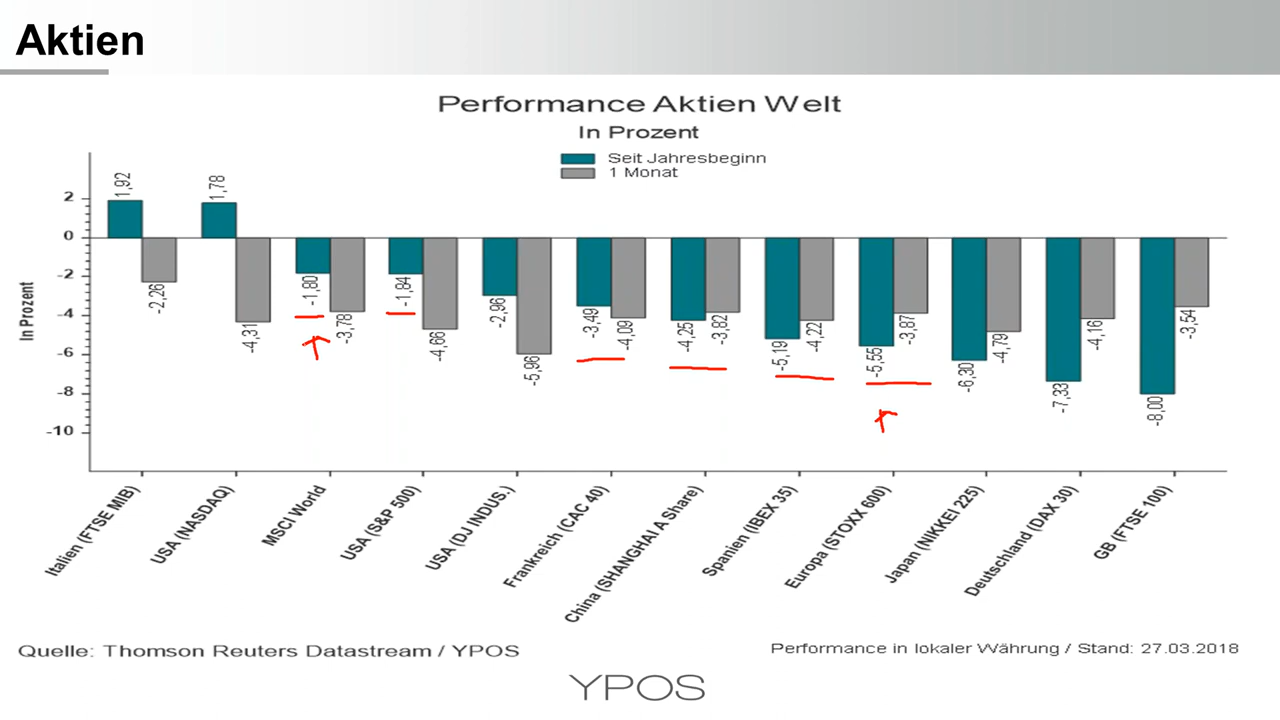 Aktien
Performance Aktien Welt
In Prozent
Seit Jahresbeginn
1 Monat
In Prozent
2
0
-2
-4
-6
-8
-10
1,92
-2,26
1,78
-4,31
-1,80
-3,78
-1,84
-4,66
-2,96
-5,96
-3,49
-4,09
-4,25
-3,82
-5,19
-4,22
-5,55
-3,87
-6,30
-4,79
-7,33
-4,16
-8,00
-3,54
Italien (FTSE MIB)
USA (NASDAQ)
MSCI World
USA (S&P 500)
USA (DJ INDUS.)
Frankreich (CAC 40)
China (SHANGHAI A Share)
Spanien (IBEX 35)
Europa (STOXX 600)
Japan (NIKKEI 225)
Deutschland (DAX 30)
GB (FTSE 100)
Quelle: Thomson Reuters Datastream / YPOS
Performance in lokaler Währung / Stand: 27.03.2018
YPOS